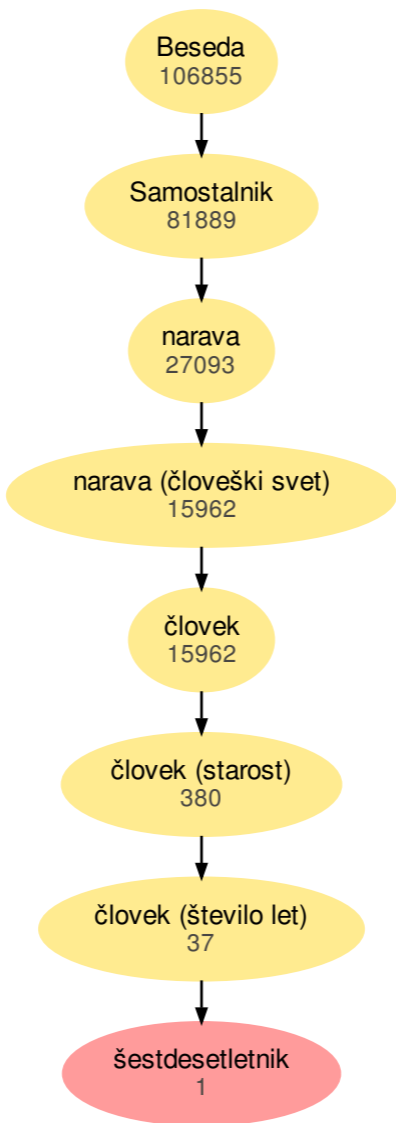 Beseda
106855
Samostalnik
81889
narava
27093
narava (človeški svet)
15962
človek
15962
človek (starost)
380
človek (število let)
37
šestdesetletnik
1